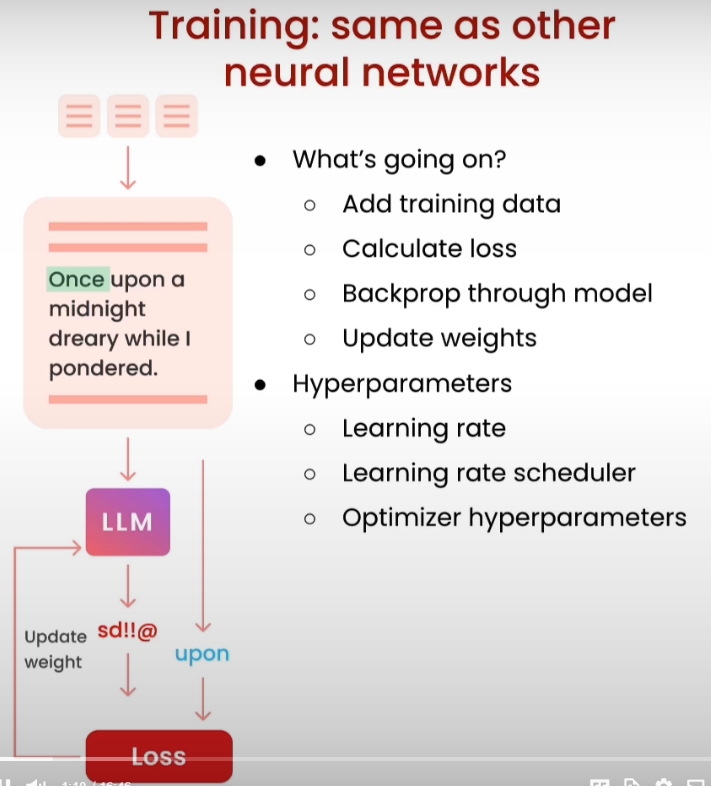 Training: same as other
neural networks
What's going on?
Add training data
Calculate loss
Backprop through model
Update weights
Hyperparameters
Learning rate
Learning rate scheduler
Optimizer hyperparameters
Once upon a
midnight
dreary while I
pondered.
LLM
Update
weight
sd!!@
upon
Loss